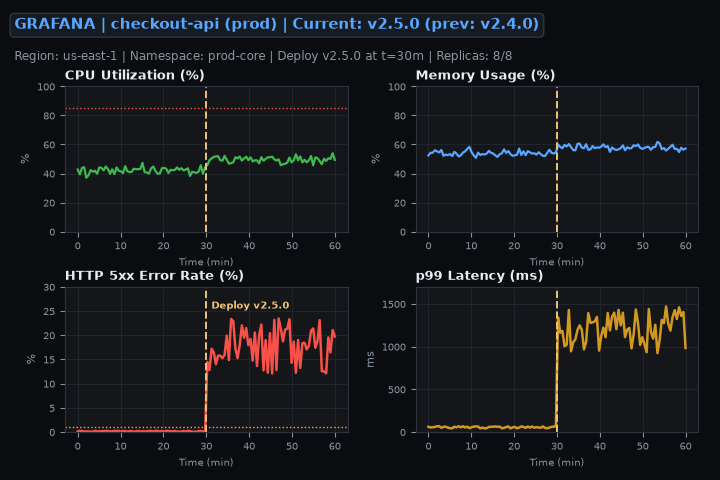 GRAFANA | checkout-api (prod) | Current: v2.5.0 (prev: v2.4.0)
Region: us-east-1 | Namespace: prod-core | Deploy v2.5.0 at t=30m | Replicas: 8/8
CPU Utilization (%)
100
80
60
40
20
0
%
0 10 20 30 40 50 60
Time (min)
Memory Usage (%)
100
80
60
40
20
0
%
0 10 20 30 40 50 60
Time (min)
HTTP 5xx Error Rate (%)
30
25
20
15
10
5
0
%
Deploy v2.5.0
0 10 20 30 40 50 60
Time (min)
p99 Latency (ms)
1500
1000
500
0
ms
0 10 20 30 40 50 60
Time (min)